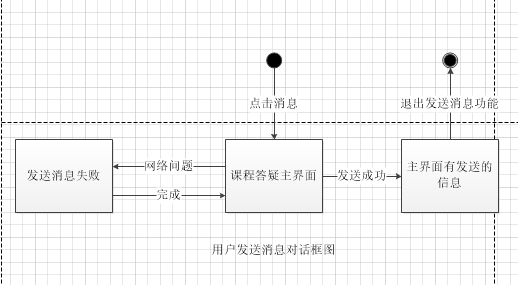 点击消息
退出发送消息功能
发送消息失败
网络问题
完成
课程答疑主界面
发送成功
主界面有发送的
信息
用户发送消息对话框图